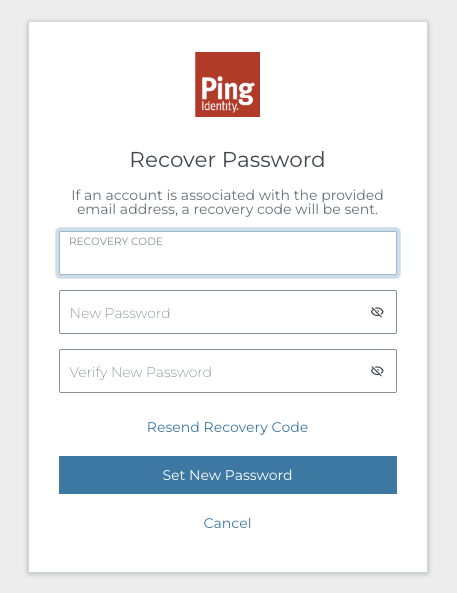 Ping
Identity.
Recover Password
If an account is associated with the provided
email address, a recovery code will be sent.
RECOVERY CODE
New Password
Verify New Password
Resend Recovery Code
Set New Password
Cancel